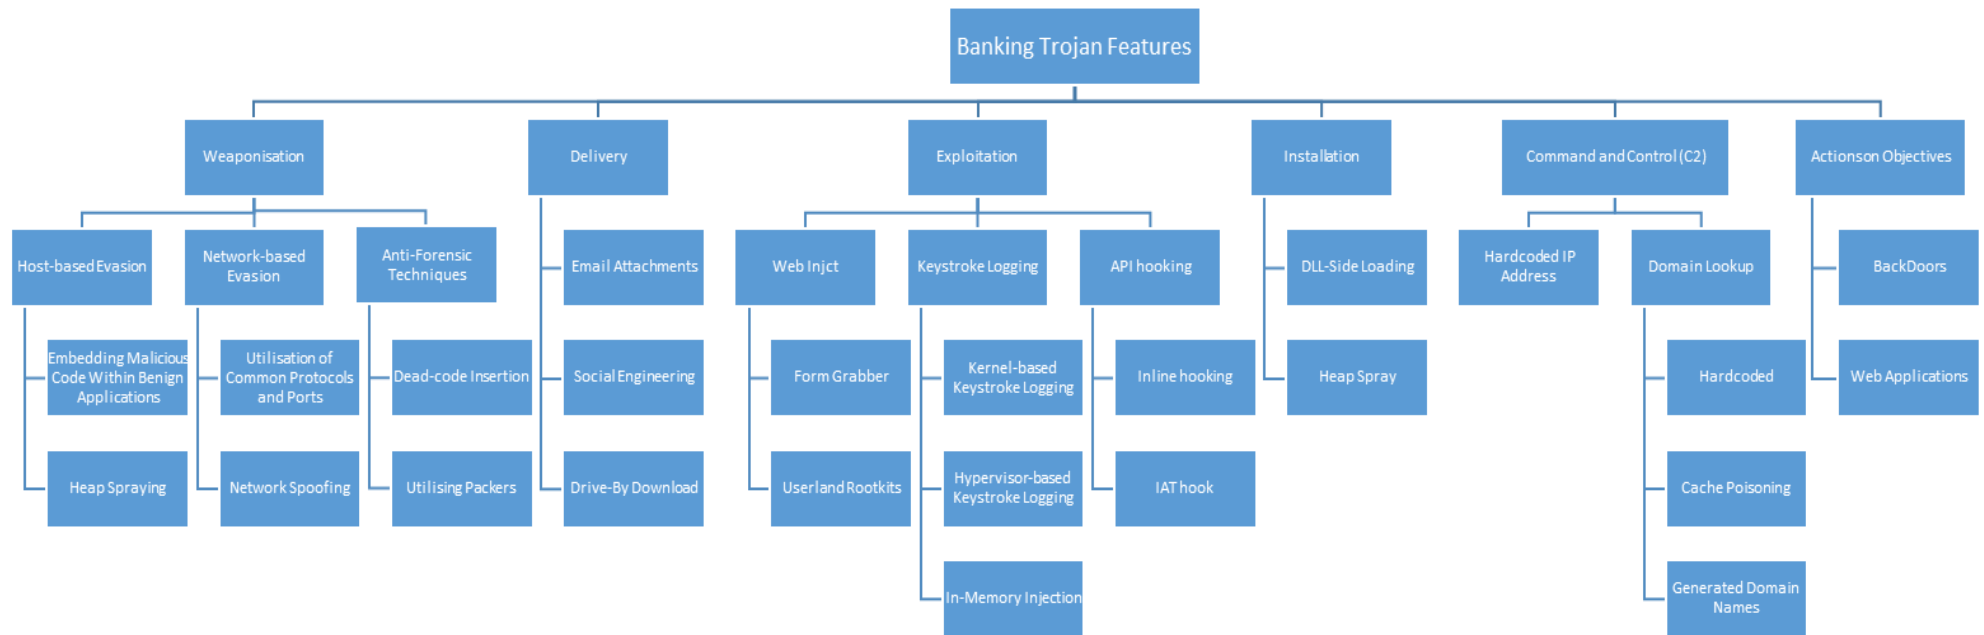 Banking Trojan Features
Weaponisation
Delivery
Exploitation
Installation
Command and Control (C2)
Actionson Objectives
Host-based Evasion
Network-based
Evasion
Anti-Forensic
Techniques
Email Attachments
Web Injct
Keystroke Logging
API hooking
DLL-Side Loading
Hardcoded IP
Address
Domain Lookup
BackDoors
Embedding Malicious
Code Within Benign
Applications
Utilisation of
Common Protocols
and Ports
Dead-code Insertion
Social Engineering
Form Grabber
Kernel-based
Keystroke Logging
Inline hooking
Heap Spray
Hardcoded
Web Applications
Heap Spraying
Network Spoofing
Utilising Packers
Drive-By Download
Userland Rootkits
Hypervisor-based
Keystroke Logging
IAT hook
Cache Poisoning
In-Memory Injection
Generated Domain
Names